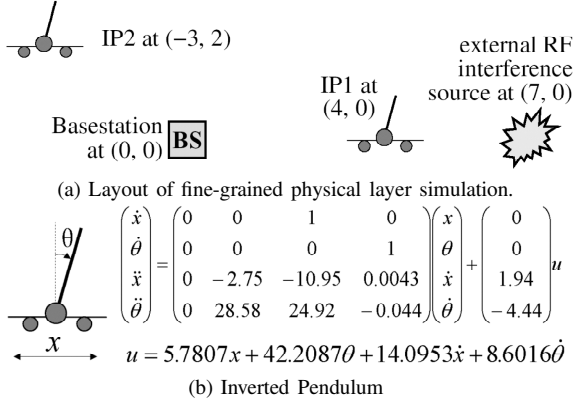 IP2 at (−3, 2)
external RF
interference
source at (7, 0)
IP1 at
(4, 0)
Basestation
at (0, 0)
BS
(a) Layout of fine-grained physical layer simulation.
θ
x
ẋ 0 0 1 0 x 0
θ̇ 0 0 0 1 θ 0
ẍ = 0 −2.75 −10.95 0.0043 ẋ + 1.94 u
θ̈ 0 28.58 24.92 −0.044 θ̇ −4.44
u = 5.7807x + 42.2087θ + 14.0953ẋ + 8.6016θ̇
(b) Inverted Pendulum